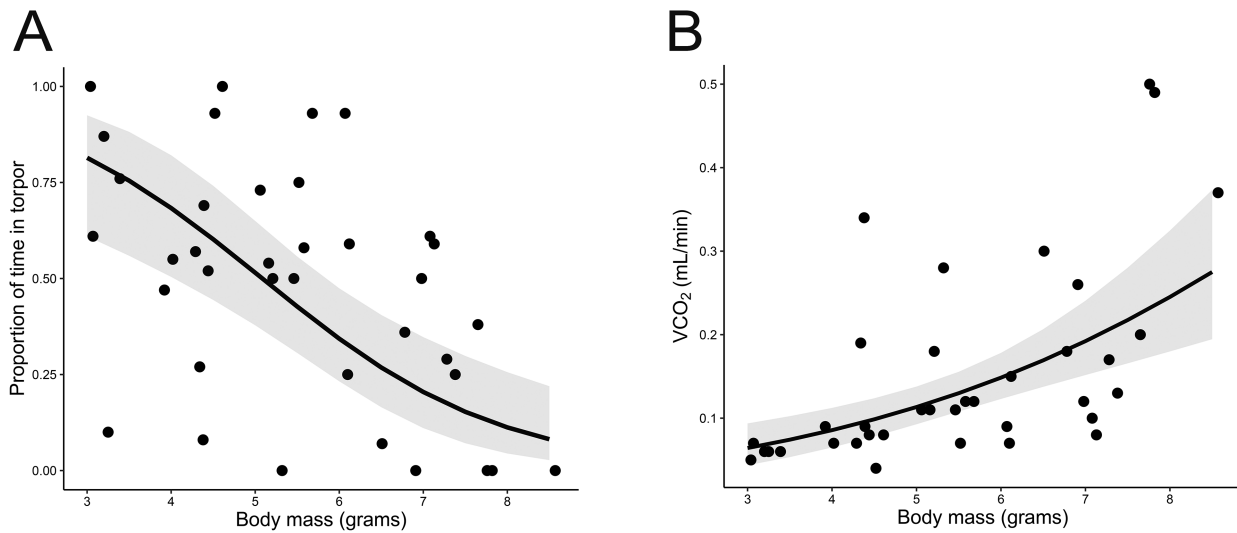 A
B
Proportion of time in torpor
1.00
0.75
0.50
0.25
0.00
3 4 5 6 7 8
Body mass (grams)
VCO₂ (mL/min)
0.5
0.4
0.3
0.2
0.1
3 4 5 6 7 8
Body mass (grams)